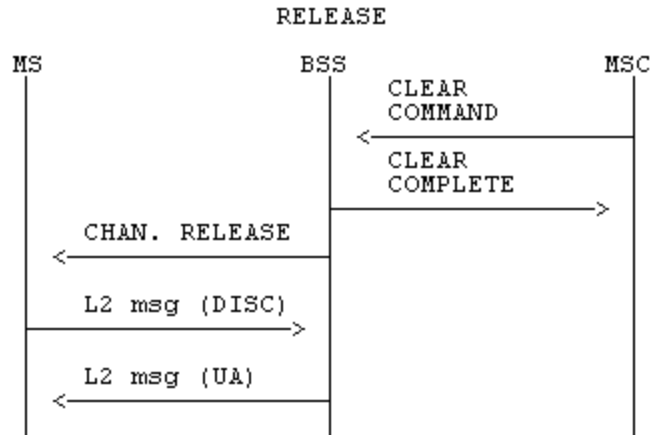 RELEASE
MS BSS MSC
CLEAR
COMMAND
CLEAR
COMPLETE
CHAN. RELEASE
L2 msg (DISC)
L2 msg (UA)